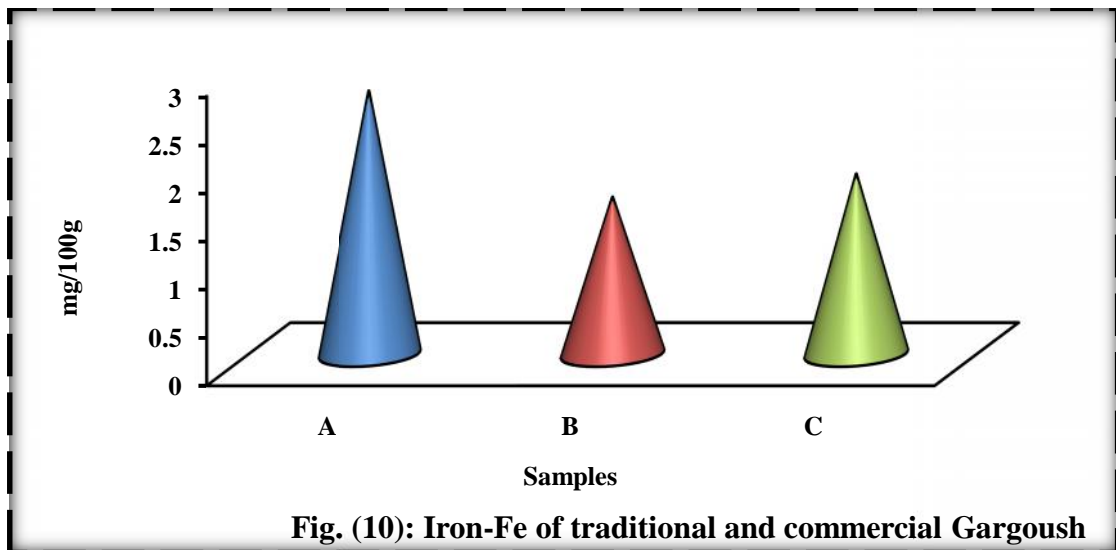 3
2.5
2
1.5
1
0.5
0
mg/100g
A B C
Samples
Fig. (10): Iron-Fe of traditional and commercial Gargoush